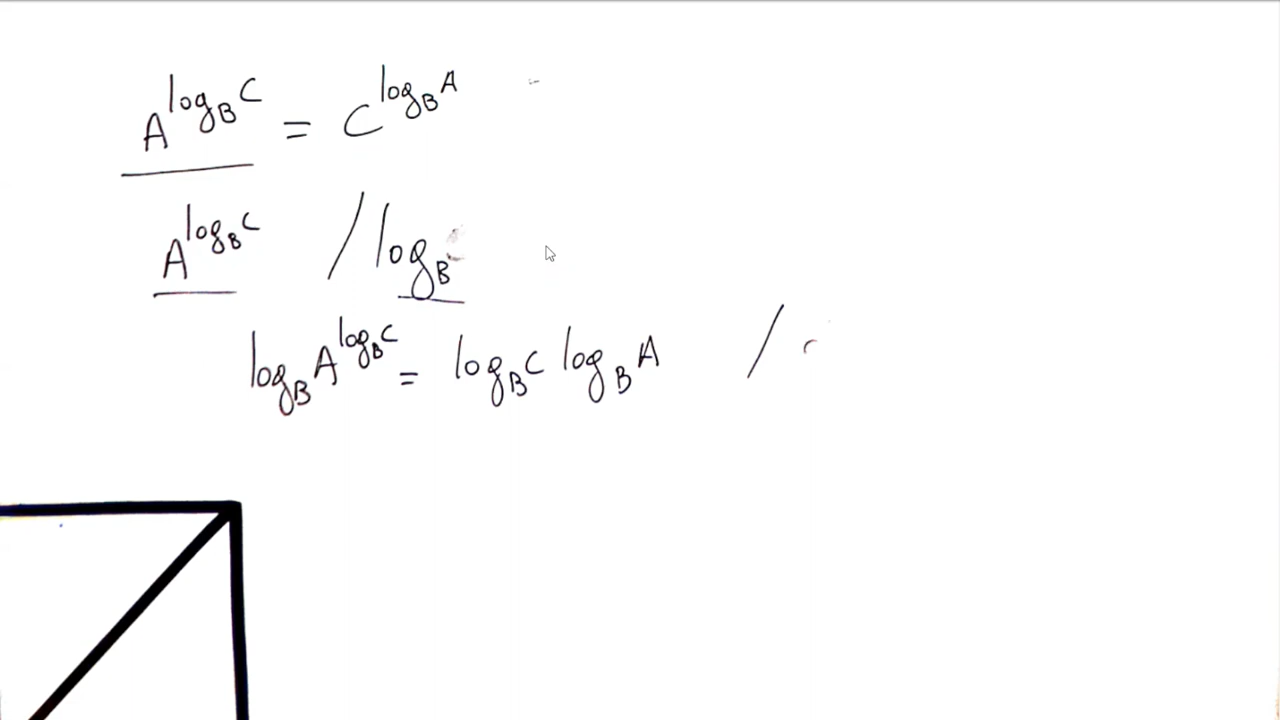 A^{log_B C} = C^{log_B A}
A^{log_B C} / log_B
log_B A^{log_B C} = log_B C log_B A /